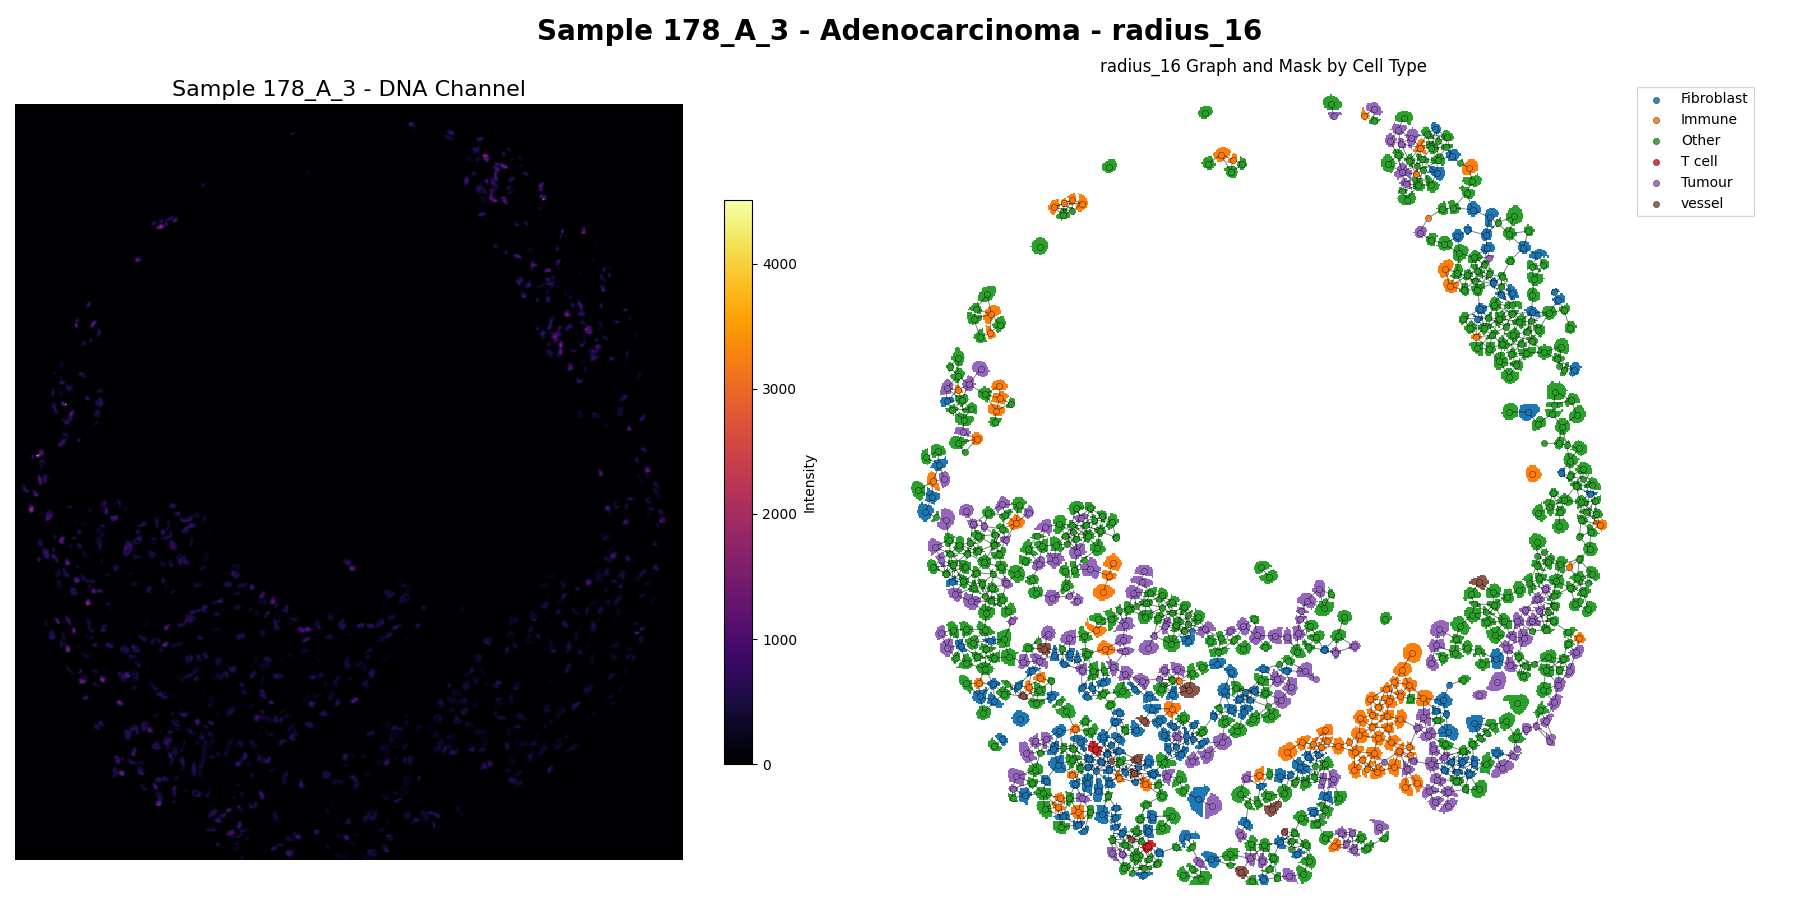 Sample 178_A_3 - Adenocarcinoma - radius_16
Sample 178_A_3 - DNA Channel
4000
3000
2000
1000
0
Intensity
radius_16 Graph and Mask by Cell Type
Fibroblast
Immune
Other
T cell
Tumour
vessel